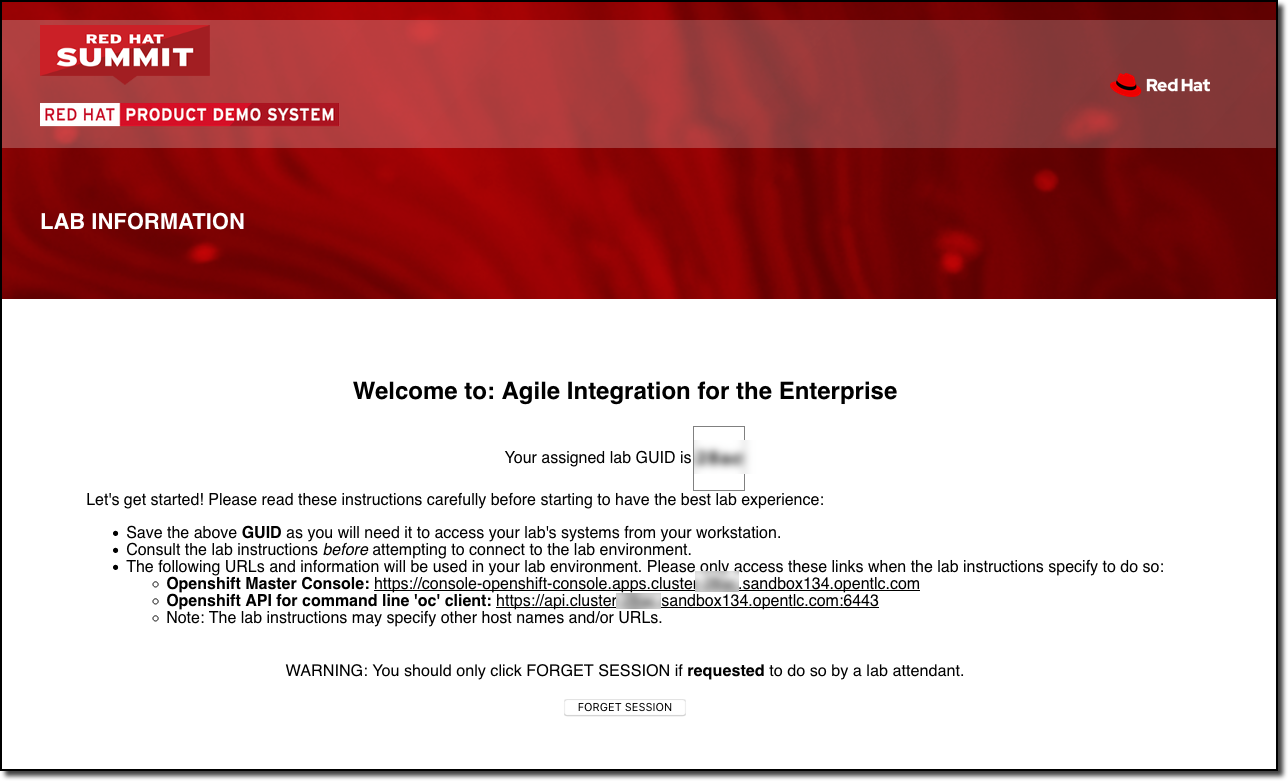 RED HAT
SUMMIT
RED HAT PRODUCT DEMO SYSTEM
Red Hat
LAB INFORMATION
Welcome to: Agile Integration for the Enterprise
Your assigned lab GUID is
Let's get started! Please read these instructions carefully before starting to have the best lab experience:
Save the above GUID as you will need it to access your lab's systems from your workstation.
Consult the lab instructions before attempting to connect to the lab environment.
The following URLs and information will be used in your lab environment. Please only access these links when the lab instructions specify to do so:
Openshift Master Console: https://console-openshift-console.apps.cluster .sandbox134.opentlc.com
Openshift API for command line 'oc' client: https://api.cluster sandbox134.opentlc.com:6443
Note: The lab instructions may specify other host names and/or URLs.
WARNING: You should only click FORGET SESSION if requested to do so by a lab attendant.
FORGET SESSION